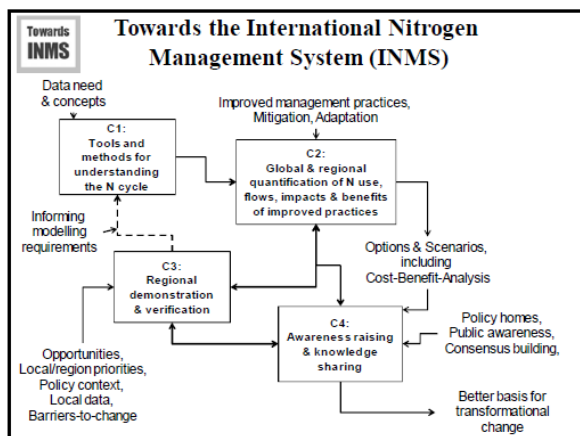 Towards
INMS
Towards the International Nitrogen
Management System (INMS)
Data need
& concepts
Improved management practices,
Mitigation, Adaptation
C1:
Tools and
methods for
understanding
the N cycle
C2:
Global & regional
quantification of N use,
flows, impacts & benefits
of improved practices
Informing
modelling
requirements
Options & Scenarios,
including
Cost-Benefit-Analysis
C3:
Regional
demonstration
& verification
C4:
Awareness raising
& knowledge
sharing
Policy homes,
Public awareness,
Consensus building,
Opportunities,
Local/region priorities,
Policy context,
Local data,
Barriers-to-change
Better basis for
transformational
change